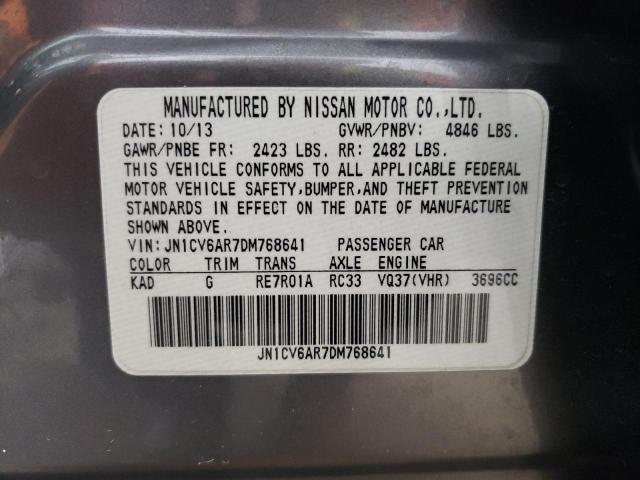 MANUFACTURED BY NISSAN MOTOR CO.,LTD.
DATE: 10/13 GVWR/PNBV: 4846 LBS.
GAWR/PNBE FR: 2423 LBS. RR: 2482 LBS.
THIS VEHICLE CONFORMS TO ALL APPLICABLE FEDERAL
MOTOR VEHICLE SAFETY,BUMPER,AND THEFT PREVENTION
STANDARDS IN EFFECT ON THE DATE OF MANUFACTURE
SHOWN ABOVE.
VIN: JN1CV6AR7DM768641 PASSENGER CAR
COLOR TRIM TRANS AXLE ENGINE
KAD G RE7R01A RC33 VQ37(VHR) 3696CC
JN1CV6AR7DM768641